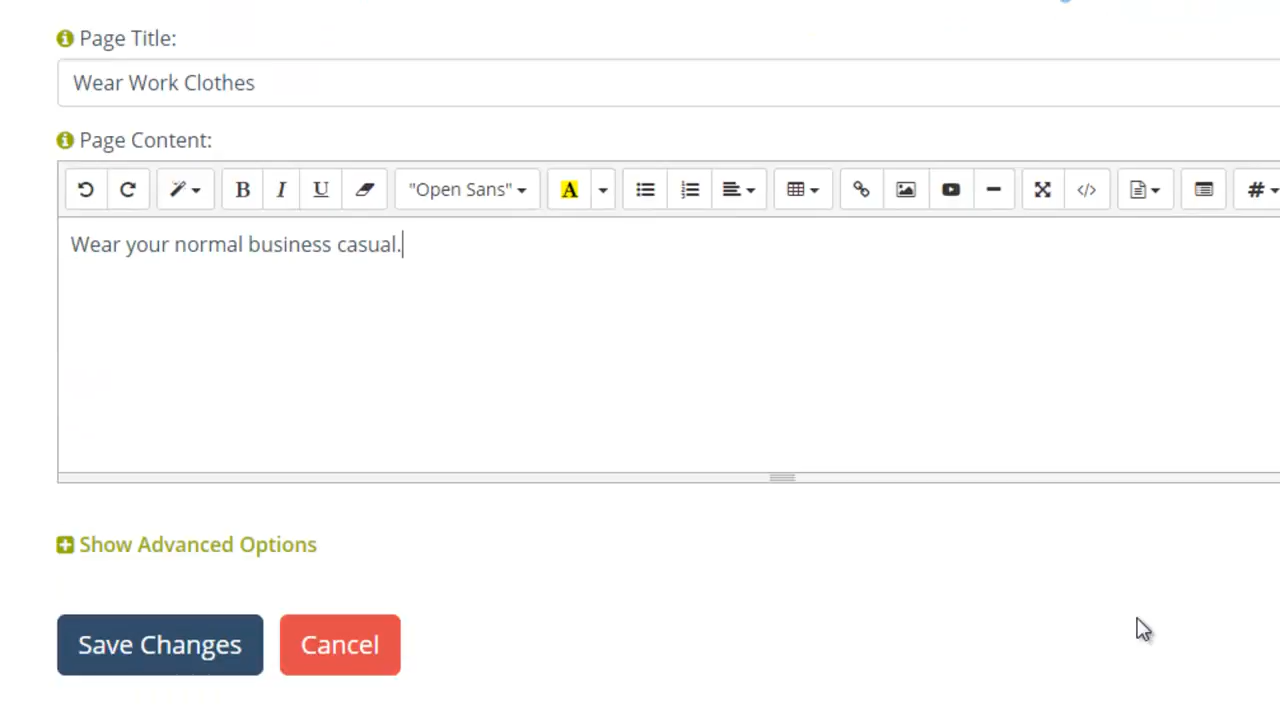 Page Title:
Wear Work Clothes
Page Content:
B I U "Open Sans" A </> #
Wear your normal business casual.
Show Advanced Options
Save Changes Cancel